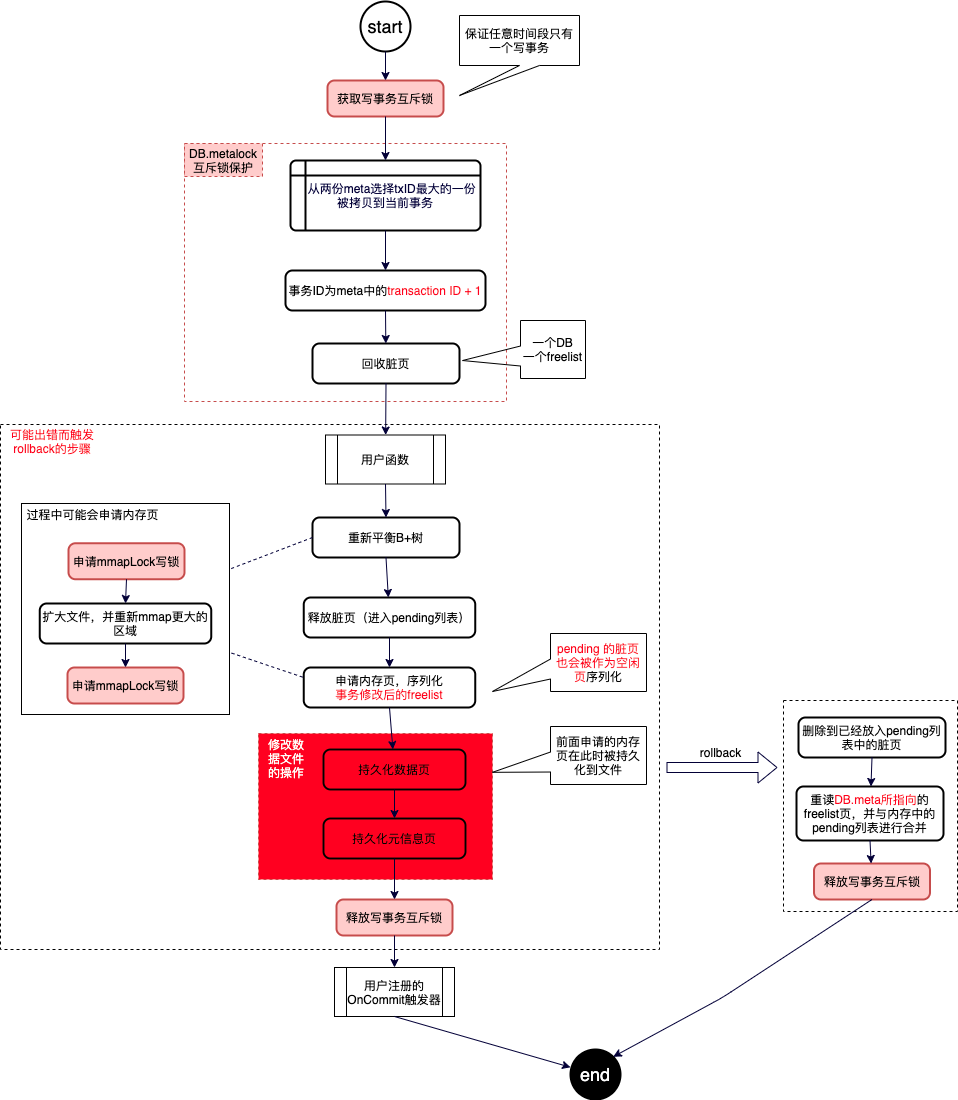 start
保证任意时间段只有
一个写事务
获取写事务互斥锁
DB.metalock
互斥锁保护
从两份meta选择txID最大的一份
被拷贝到当前事务
事务ID为meta中的transaction ID + 1
回收脏页
一个DB
一个freelist
可能出错而触发
rollback的步骤
用户函数
过程中可能会申请内存页
重新平衡B+树
申请mmapLock写锁
扩大文件，并重新mmap更大的
区域
申请mmapLock写锁
释放脏页（进入pending列表）
申请内存页，序列化
事务修改后的freelist
pending 的脏页
也会被作为空闲
页序列化
修改数
据文件
的操作
持久化数据页
前面申请的内存
页在此时被持久
化到文件
持久化元信息页
释放写事务互斥锁
rollback
删除到已经放入pending列
表中的脏页
重读DB.meta所指向的
freelist页，并与内存中的
pending列表进行合并
释放写事务互斥锁
用户注册的
OnCommit触发器
end